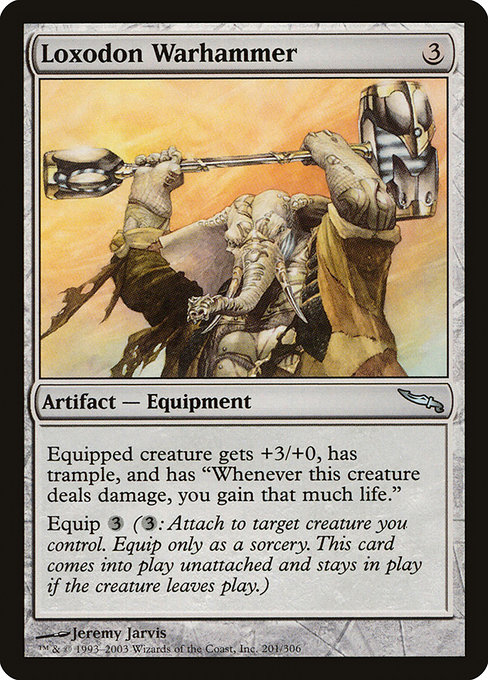 Loxodon Warhammer 3
Artifact — Equipment
Equipped creature gets +3/+0, has
trample, and has “Whenever this creature
deals damage, you gain that much life.”
Equip 3 (3: Attach to target creature you
control. Equip only as a sorcery. This card
comes into play unattached and stays in play
if the creature leaves play.)
Jeremy Jarvis
™ & © 1993–2003 Wizards of the Coast, Inc. 201/306